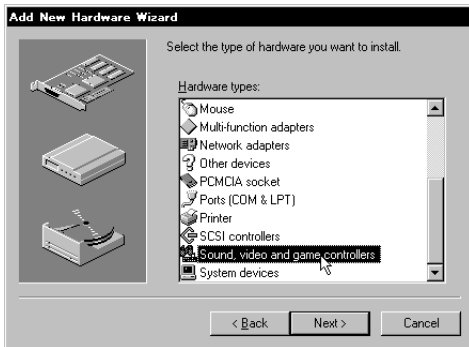 Add New Hardware Wizard
Select the type of hardware you want to install.
Hardware types:
Mouse
Multi-function adapters
Network adapters
Other devices
PCMCIA socket
Ports (COM & LPT)
Printer
SCSI controllers
Sound, video and game controllers
System devices
< Back Next > Cancel